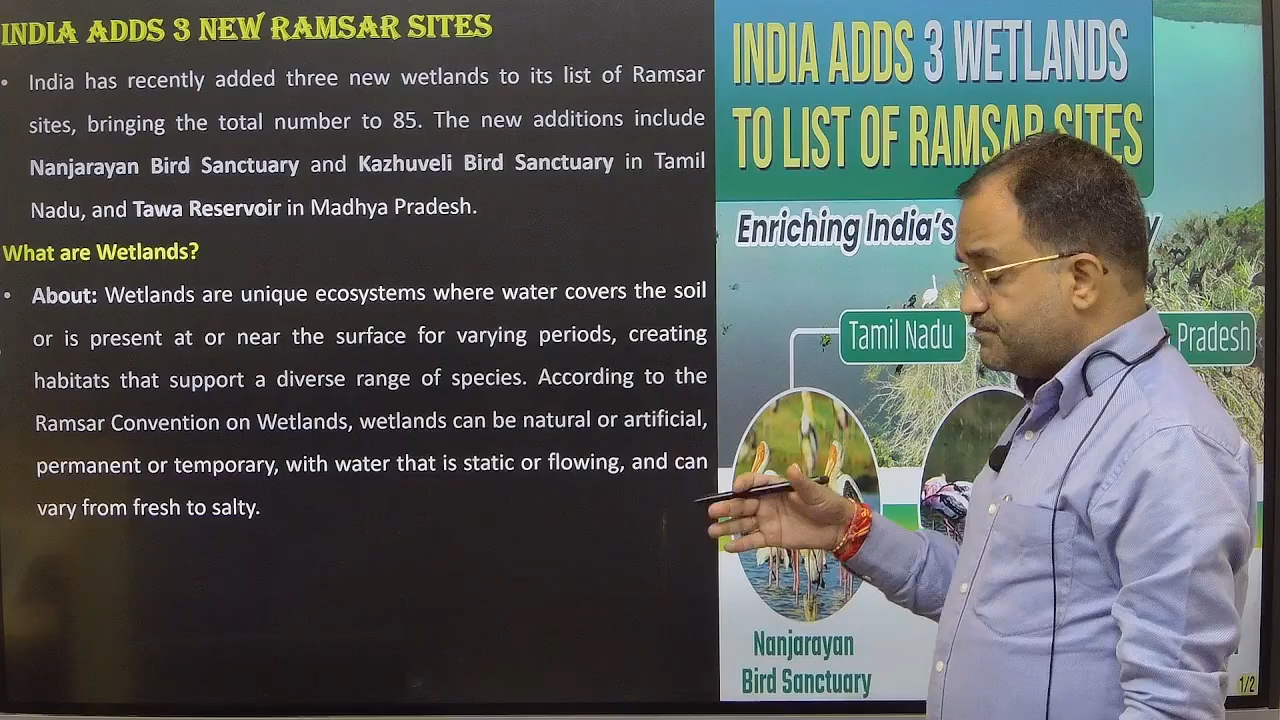 INDIA ADDS 3 NEW RAMSAR SITES
• India has recently added three new wetlands to its list of Ramsar
sites, bringing the total number to 85. The new additions include
Nanjarayan Bird Sanctuary and Kazhuveli Bird Sanctuary in Tamil
Nadu, and Tawa Reservoir in Madhya Pradesh.
What are Wetlands?
• About: Wetlands are unique ecosystems where water covers the soil
or is present at or near the surface for varying periods, creating
habitats that support a diverse range of species. According to the
Ramsar Convention on Wetlands, wetlands can be natural or artificial,
permanent or temporary, with water that is static or flowing, and can
vary from fresh to salty.
INDIA ADDS 3 WETLANDS
TO LIST OF RAMSAR SITES
Enriching India's
Tamil Nadu
Pradesh
Nanjarayan
Bird Sanctuary
1/2